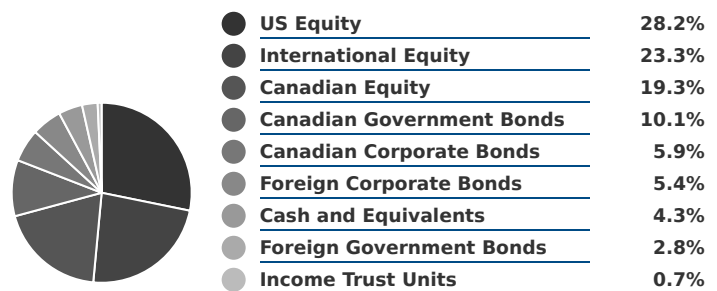 US Equity 28.2%
International Equity 23.3%
Canadian Equity 19.3%
Canadian Government Bonds 10.1%
Canadian Corporate Bonds 5.9%
Foreign Corporate Bonds 5.4%
Cash and Equivalents 4.3%
Foreign Government Bonds 2.8%
Income Trust Units 0.7%